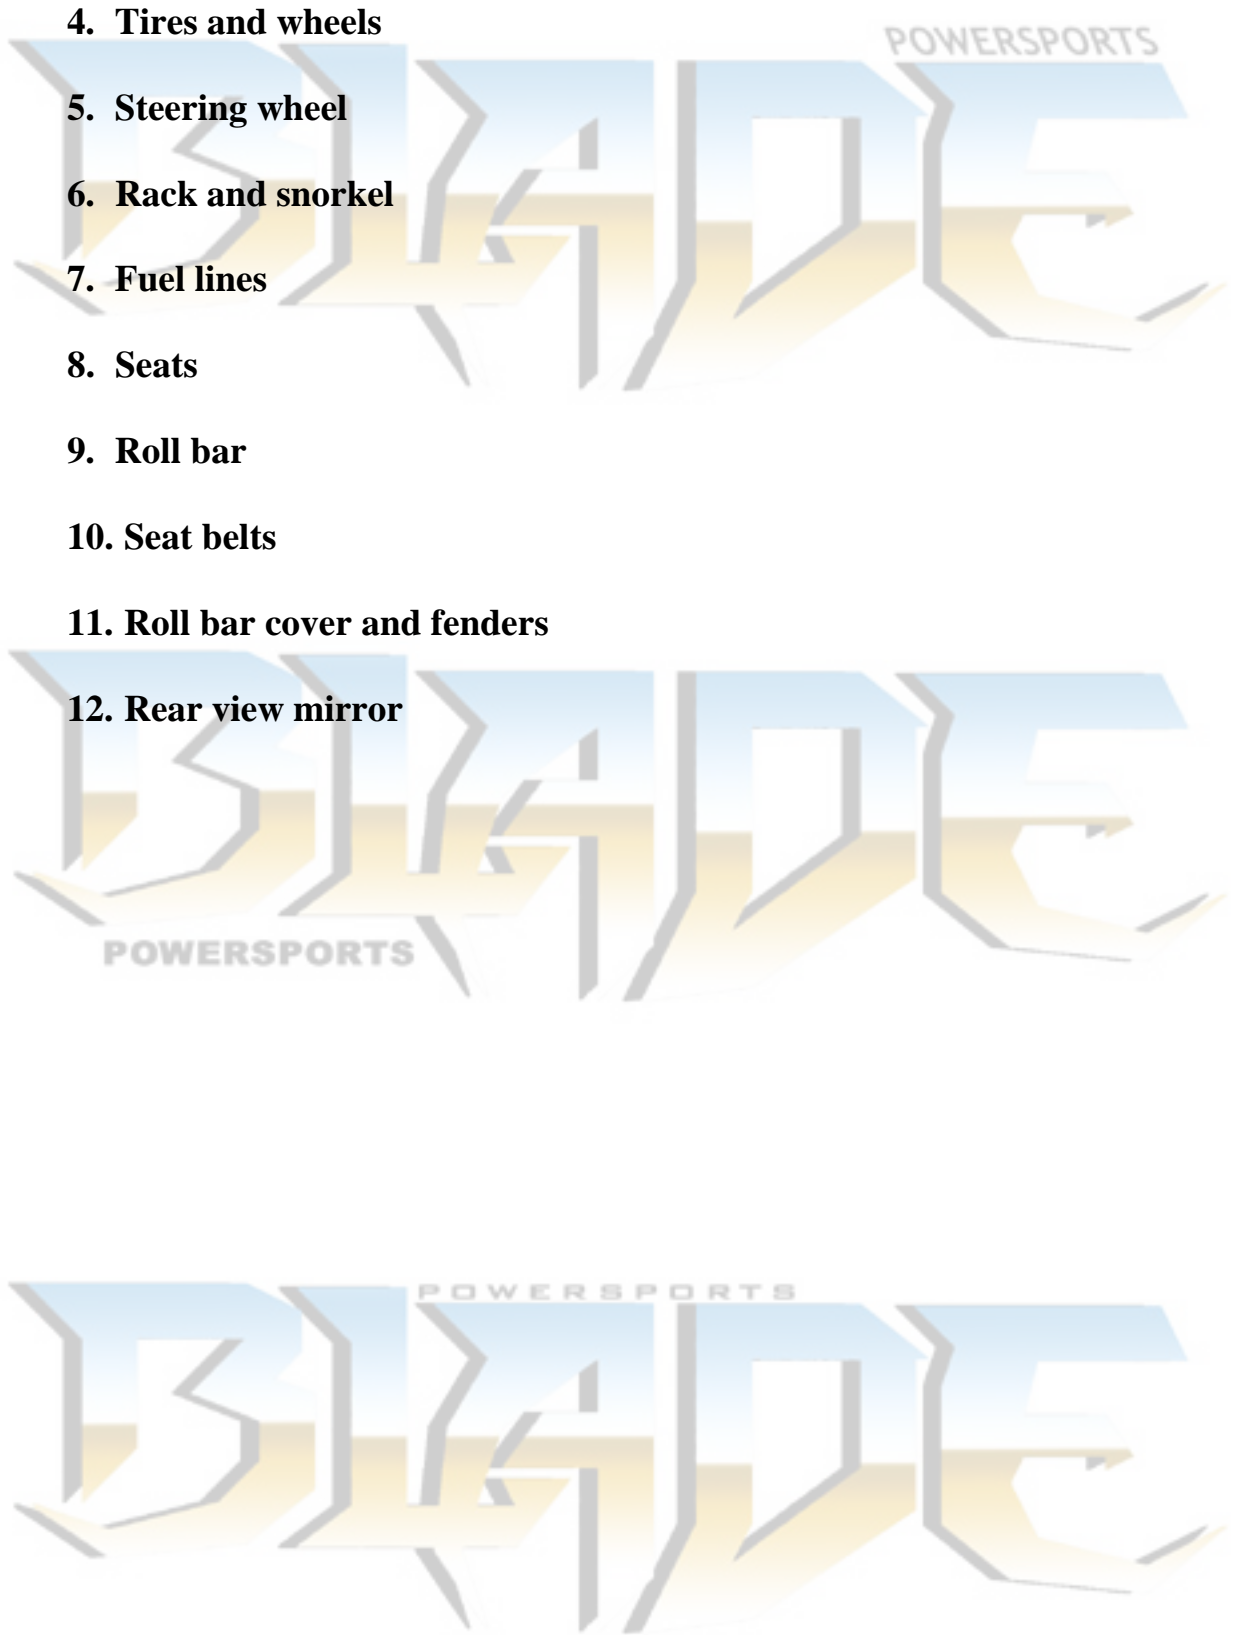 4. Tires and wheels
POWERSPORTS
BLADE
5. Steering wheel
6. Rack and snorkel
7. Fuel lines
8. Seats
9. Roll bar
10. Seat belts
11. Roll bar cover and fenders
BLADE
12. Rear view mirror
POWERSPORTS
POWERSPORTS
BLADE